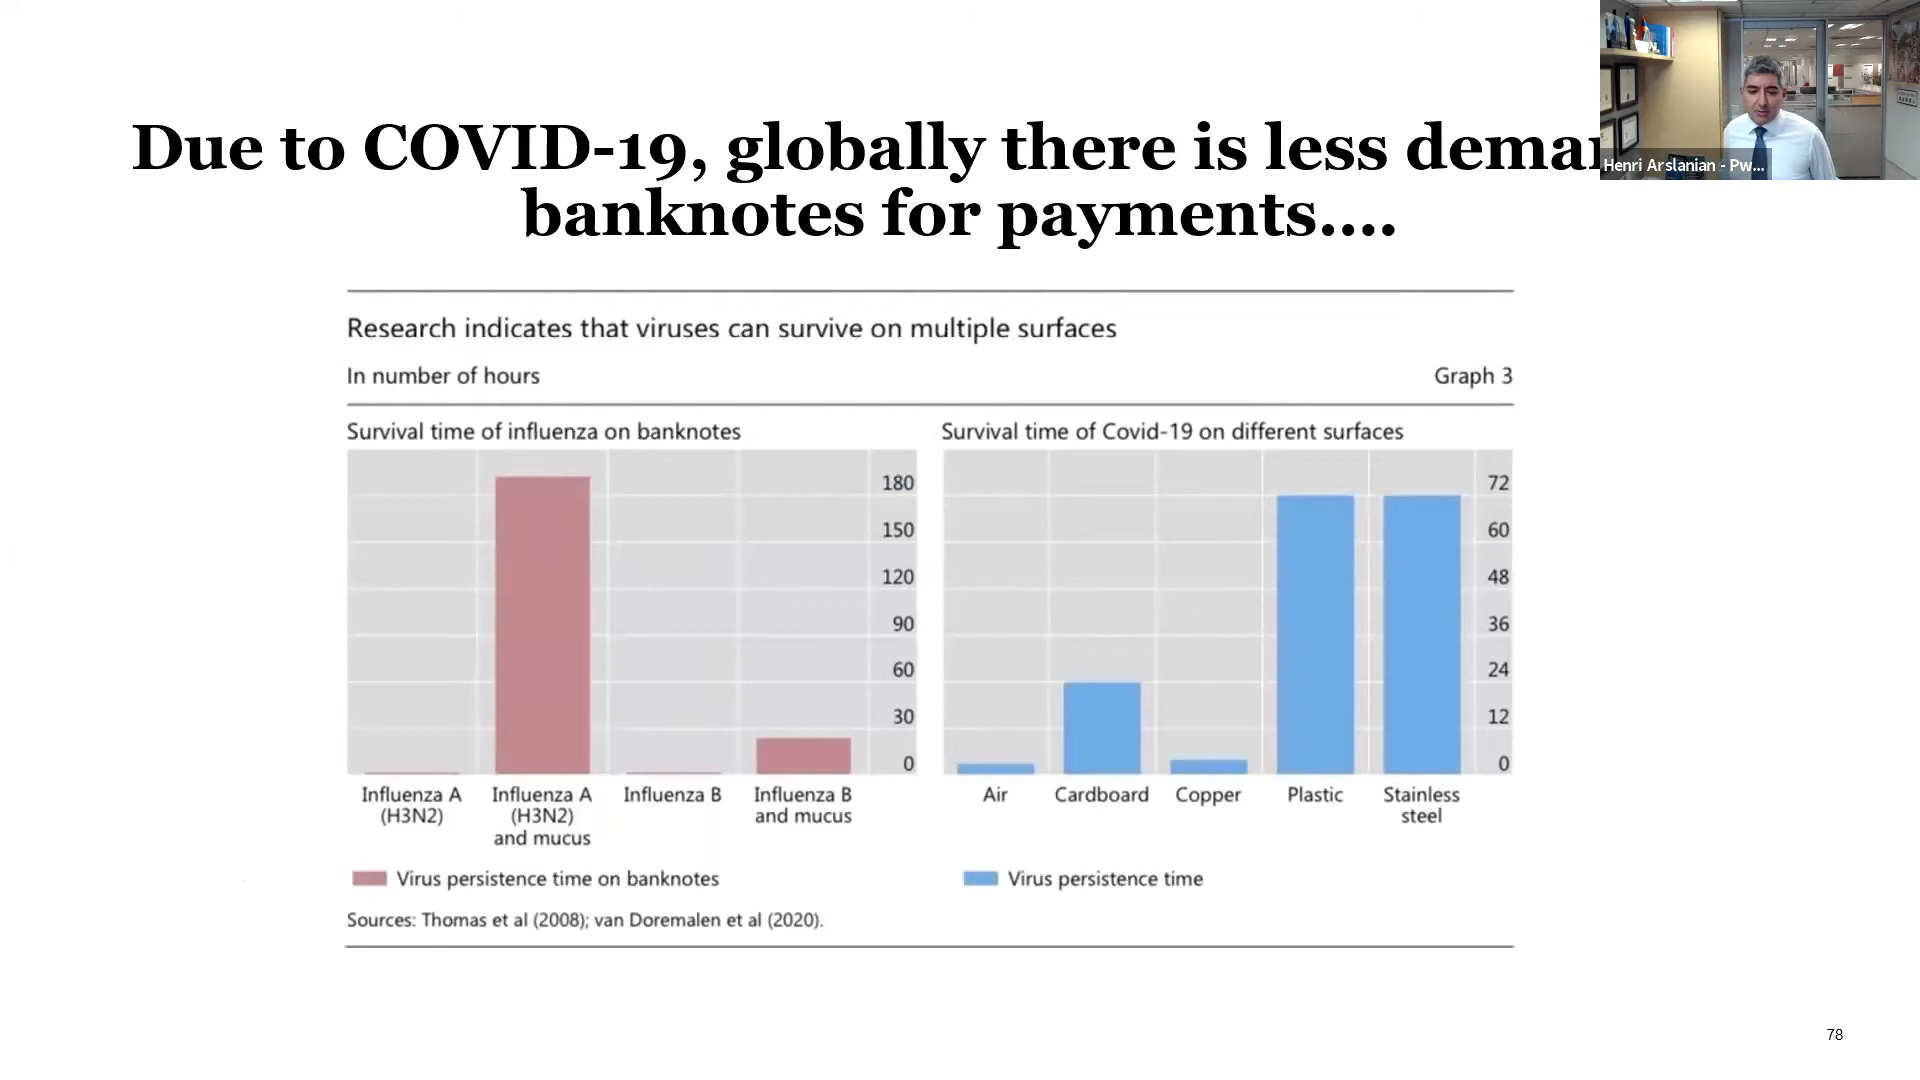 Due to COVID-19, globally there is less
banknotes for payments....
Henri Arslanian - Pw...
Research indicates that viruses can survive on multiple surfaces
In number of hours
Graph 3
Survival time of influenza on banknotes
180
150
120
90
60
30
0
Influenza A
(H3N2)
Influenza A
(H3N2)
and mucus
Influenza B
Influenza B
and mucus
Virus persistence time on banknotes
Survival time of Covid-19 on different surfaces
72
60
48
36
24
12
0
Air
Cardboard
Copper
Plastic
Stainless
steel
Virus persistence time
Sources: Thomas et al (2008); van Doremalen et al (2020).
78